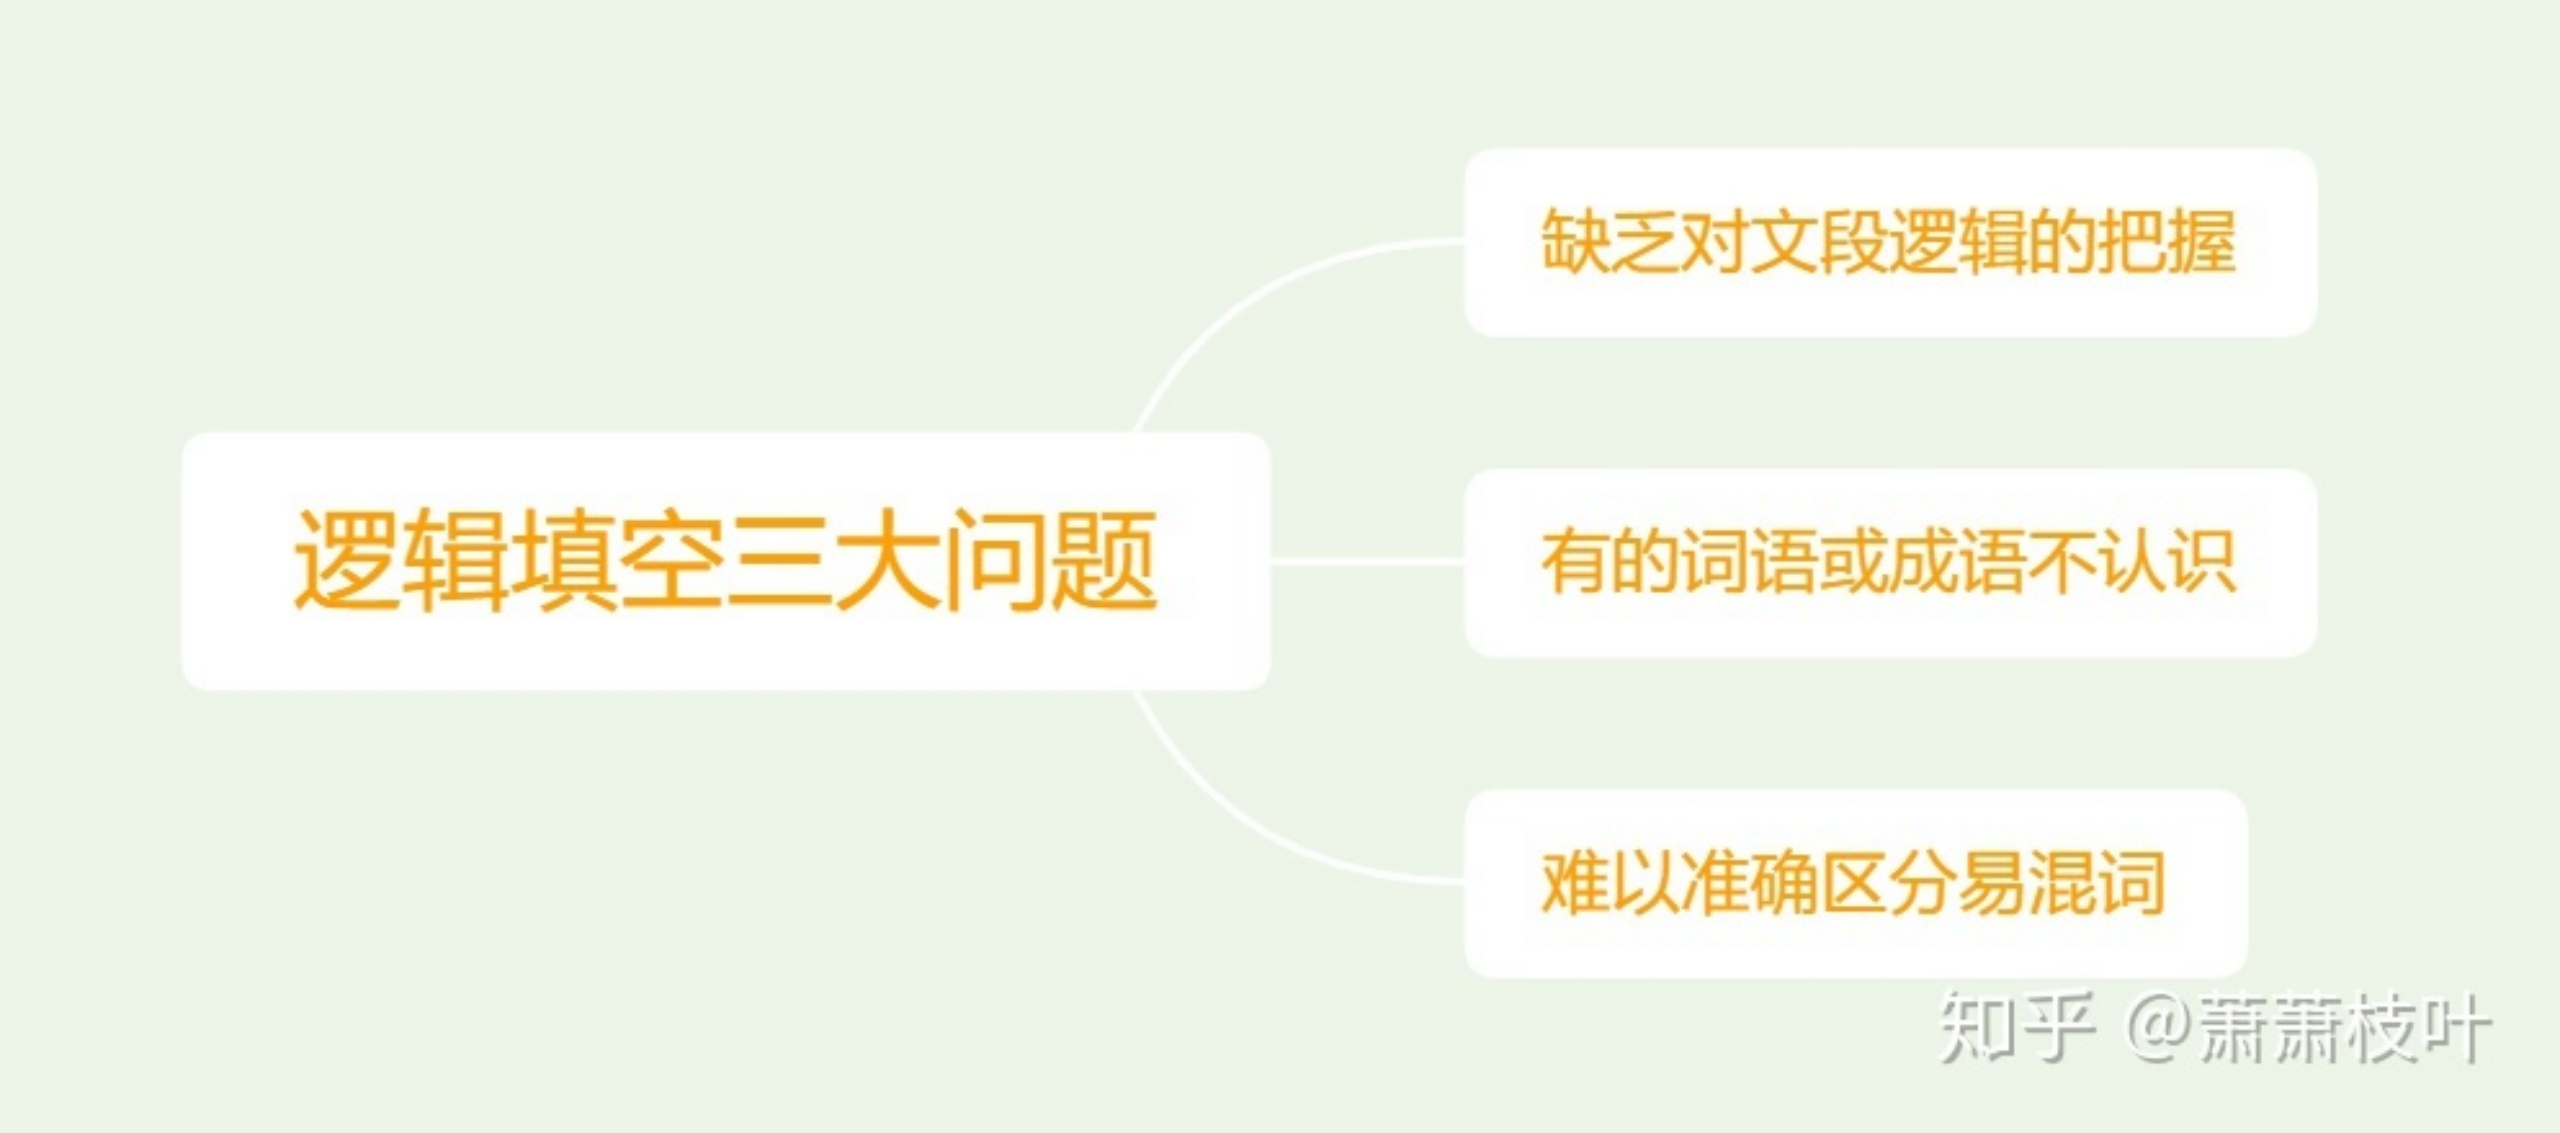 逻辑填空三大问题
缺乏对文段逻辑的把握
有的词语或成语不认识
难以准确区分易混词
知乎 @萧萧枝叶